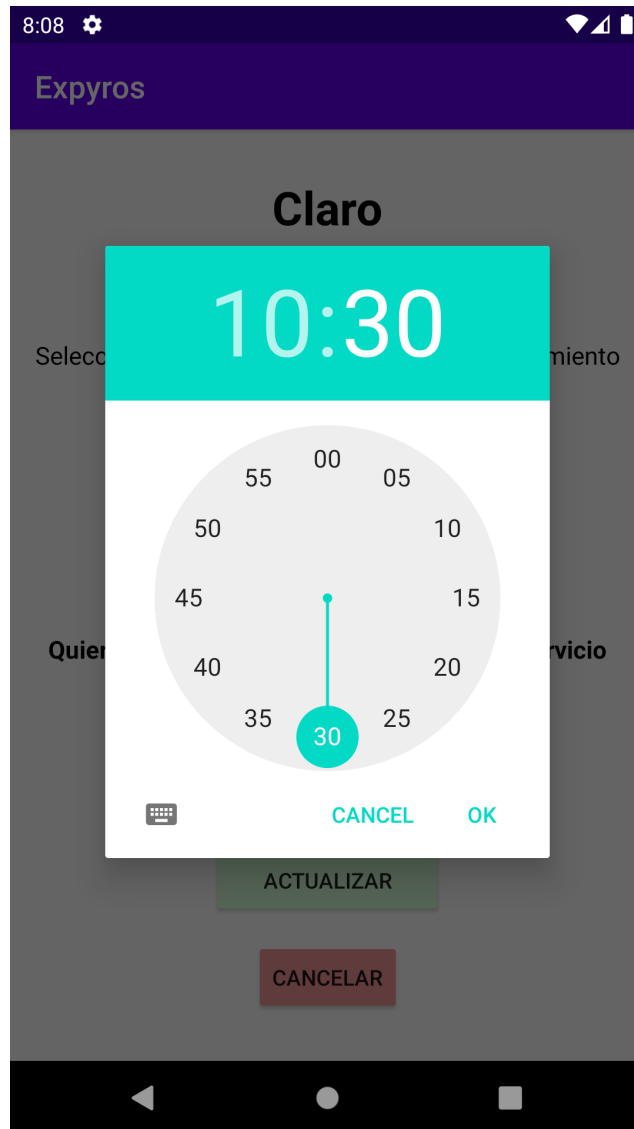 8:08
Expyros
Claro
10:30
Selecc miento
00
55 05
50 10
45 15
Quier rvicio
40 20
35 25
30
CANCEL OK
ACTUALIZAR
CANCELAR